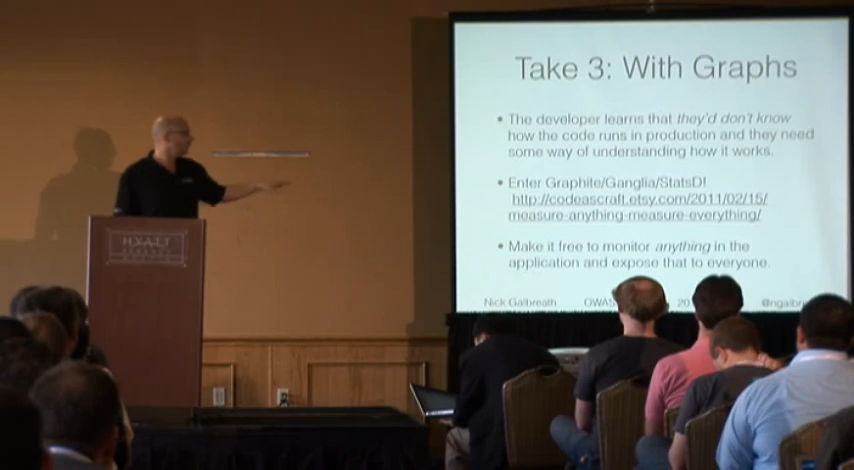 Take 3: With Graphs
• The developer learns that they'd don't know
how the code runs in production and they need
some way of understanding how it works.
• Enter Graphite/Ganglia/StatsD!
http://codeascraft.etsy.com/2011/02/15/
measure-anything-measure-everything/
• Make it free to monitor anything in the
application and expose that to everyone.
Nick Galbreath
HYATT